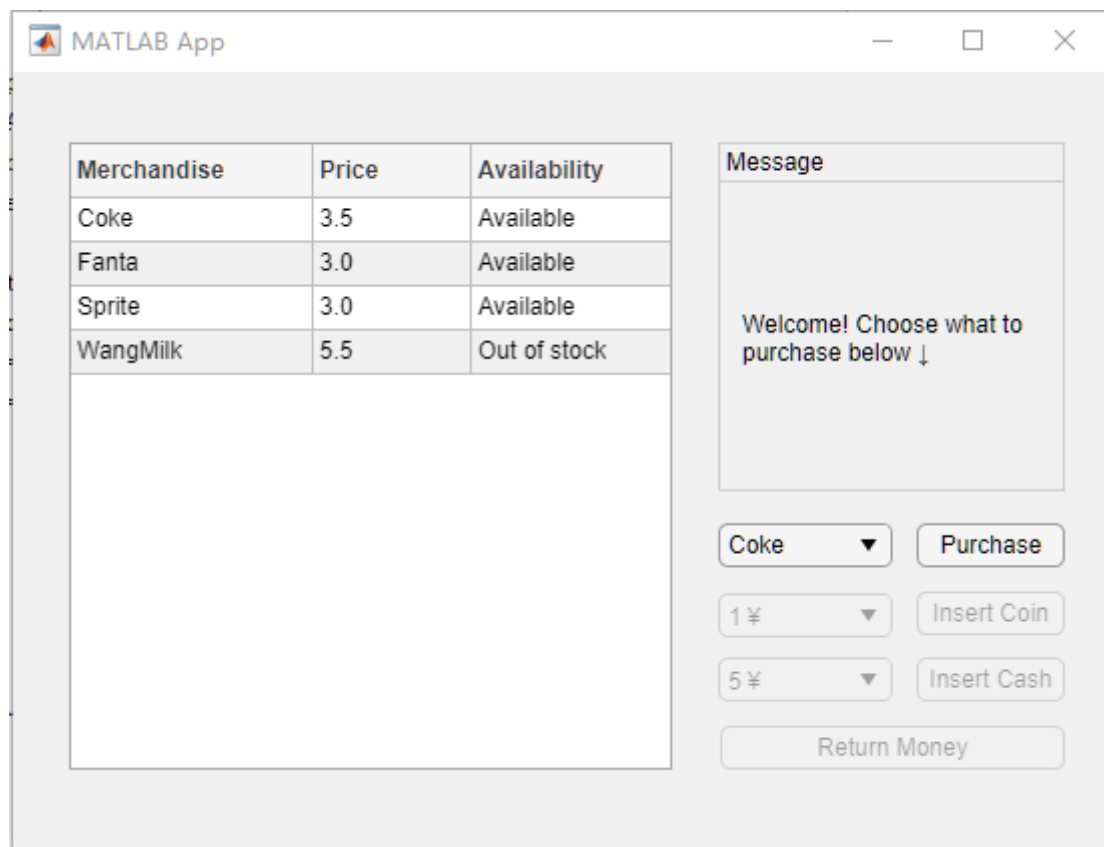 MATLAB App
Merchandise Price Availability
Coke 3.5 Available
Fanta 3.0 Available
Sprite 3.0 Available
WangMilk 5.5 Out of stock
Message
Welcome! Choose what to
purchase below ↓
Coke Purchase
1 ¥ Insert Coin
5 ¥ Insert Cash
Return Money